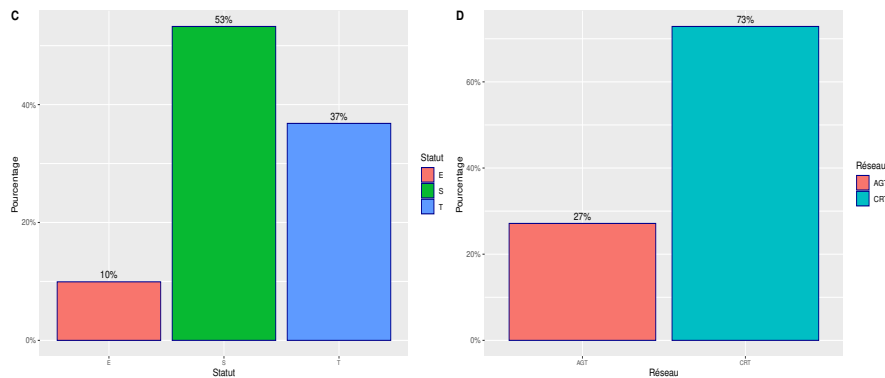 C
53%
37%
10%
Pourcentage
40%
20%
0%
E
S
T
Statut
Statut
E
S
T
D
73%
27%
Pourcentage
60%
40%
20%
0%
AGT
CRT
Réseau
Réseau
AGT
CRT